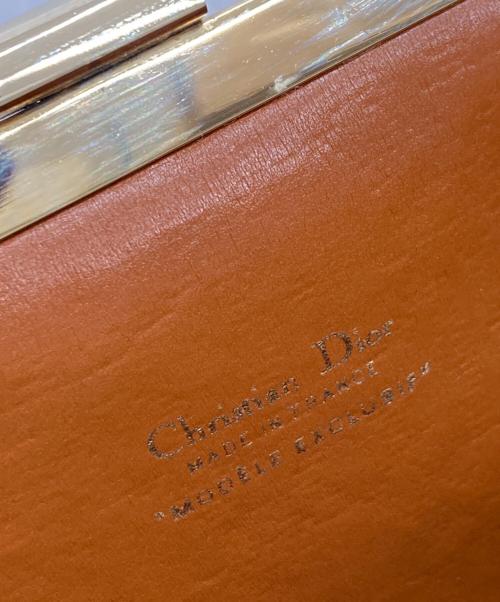 Christian Dior
MADE IN FRANCE
"MODÈLE EXCLUSIF"